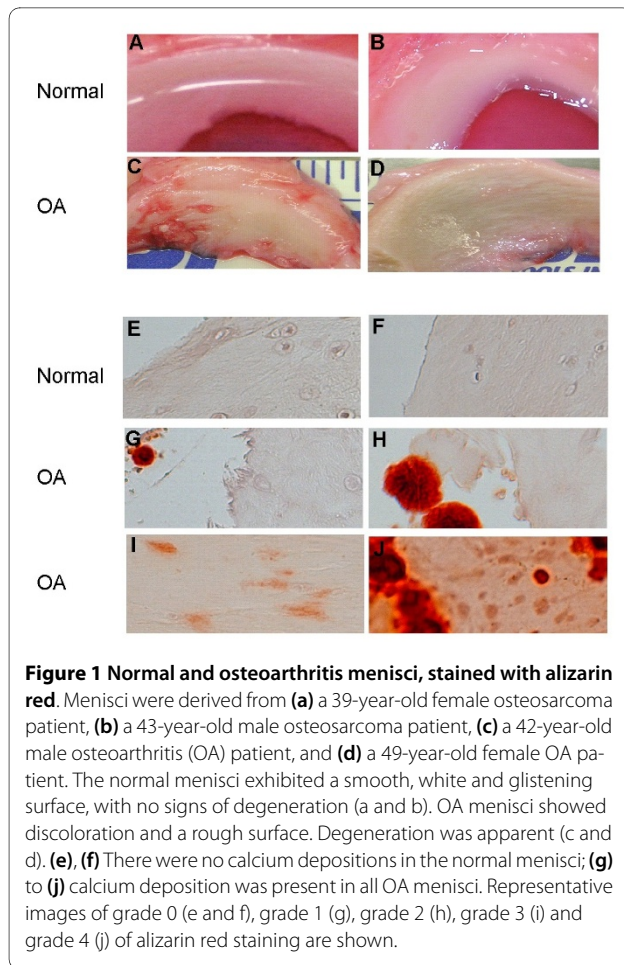 A
B
Normal
C
D
OA
OOLS IN
E
F
Normal
G
H
OA
I
J
OA
Figure 1 Normal and osteoarthritis menisci, stained with alizarin
red. Menisci were derived from (a) a 39-year-old female osteosarcoma
patient, (b) a 43-year-old male osteosarcoma patient, (c) a 42-year-old
male osteoarthritis (OA) patient, and (d) a 49-year-old female OA pa-
tient. The normal menisci exhibited a smooth, white and glistening
surface, with no signs of degeneration (a and b). OA menisci showed
discoloration and a rough surface. Degeneration was apparent (c and
d). (e), (f) There were no calcium depositions in the normal menisci; (g)
to (j) calcium deposition was present in all OA menisci. Representative
images of grade 0 (e and f), grade 1 (g), grade 2 (h), grade 3 (i) and
grade 4 (j) of alizarin red staining are shown.